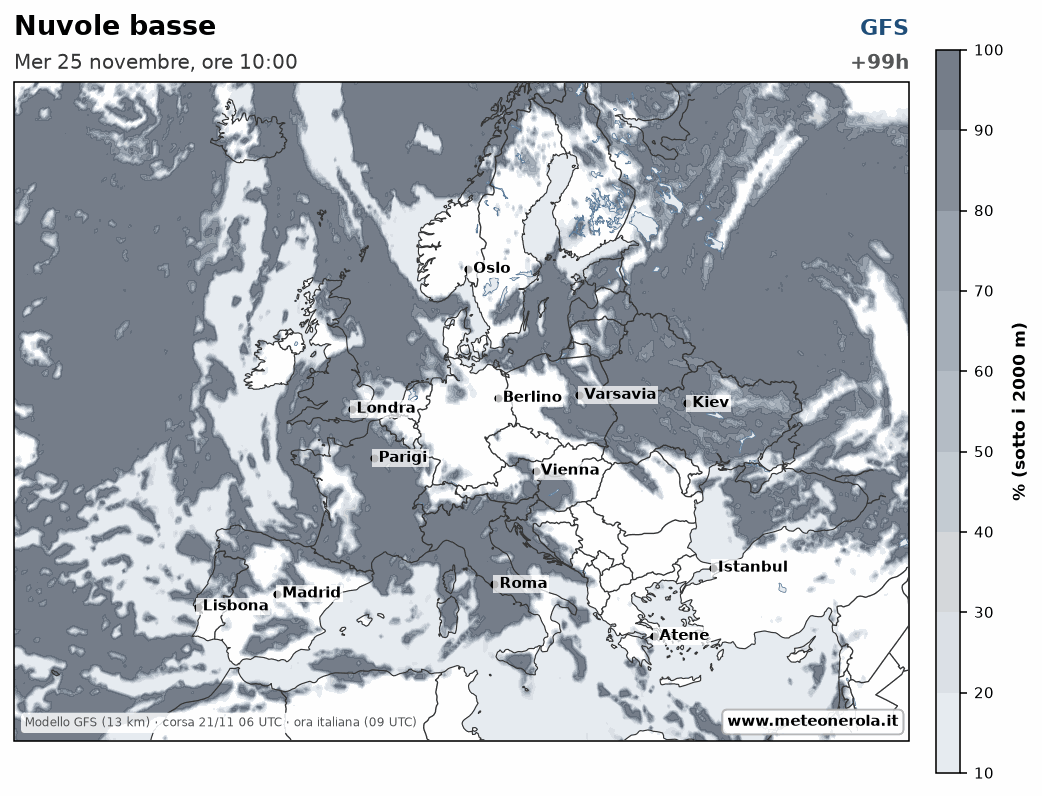 Nuvole basse
GFS
Mer 25 novembre, ore 10:00
+99h
100
90
80
70
60
50
40
30
20
10
% (sotto i 2000 m)
Oslo
Londra
Berlino
Varsavia
Kiev
Parigi
Vienna
Istanbul
Roma
Madrid
Lisbona
Atene
Modello GFS (13 km) · corsa 21/11 06 UTC · ora italiana (09 UTC)
www.meteonerola.it